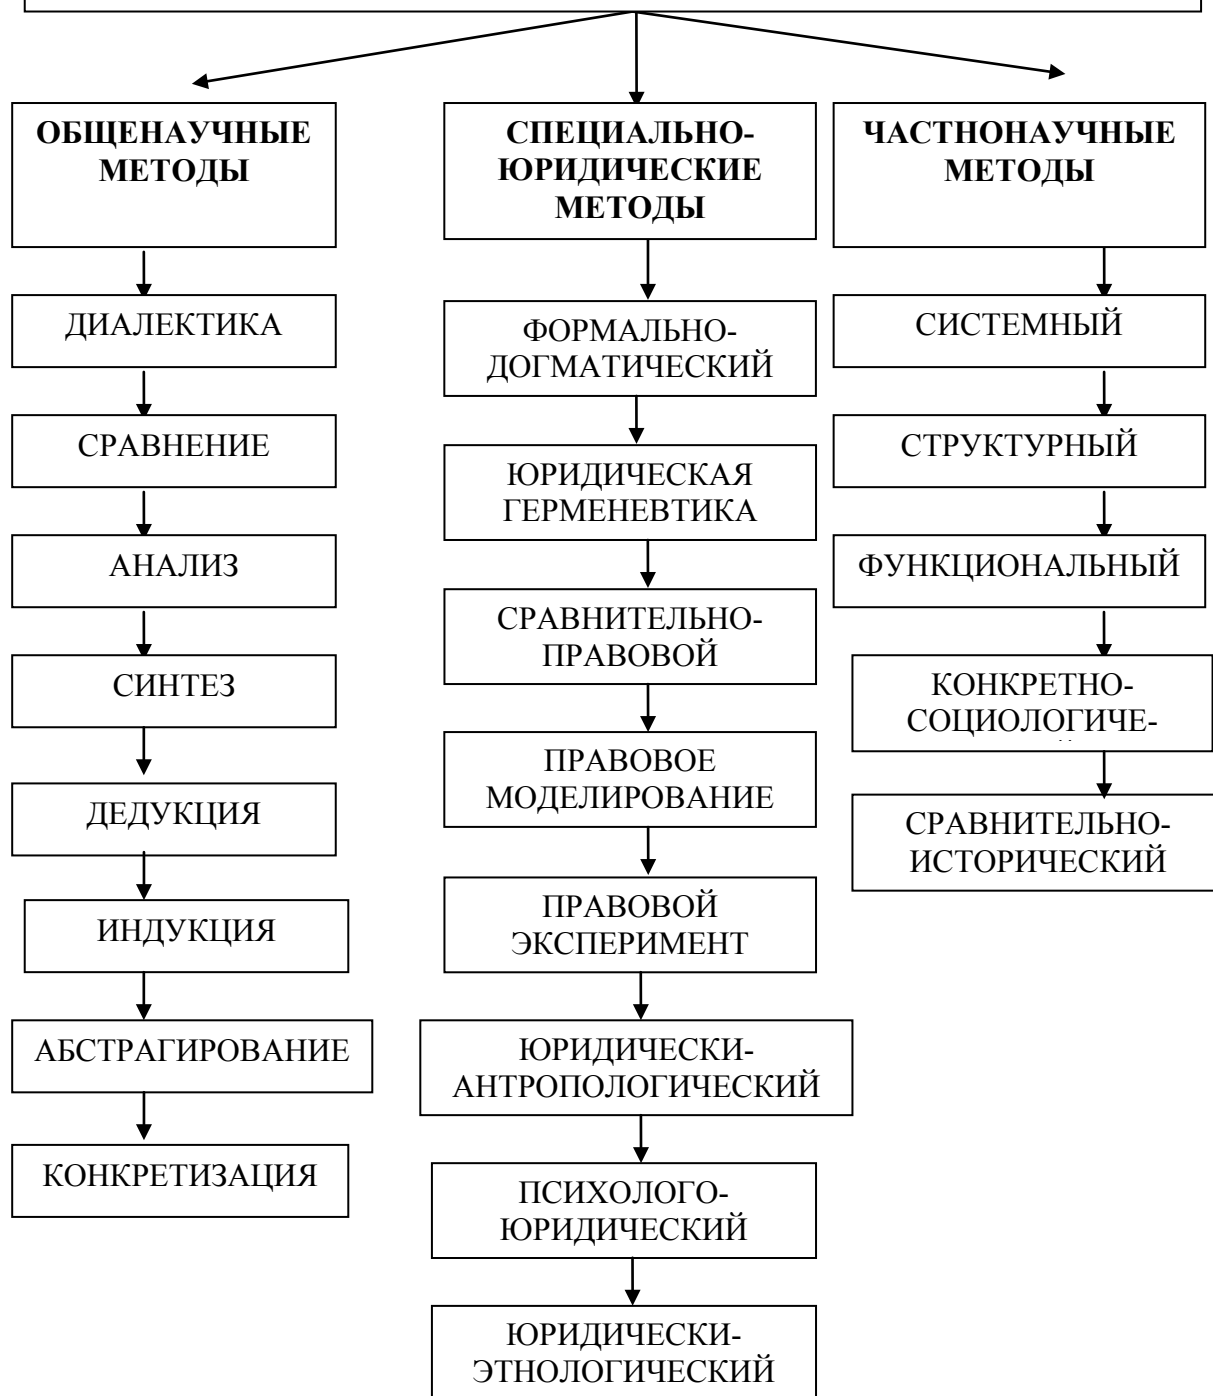 ОБЩЕНАУЧНЫЕ
МЕТОДЫ
ДИАЛЕКТИКА
СРАВНЕНИЕ
АНАЛИЗ
СИНТЕЗ
ДЕДУКЦИЯ
ИНДУКЦИЯ
АБСТРАГИРОВАНИЕ
КОНКРЕТИЗАЦИЯ
СПЕЦИАЛЬНО-
ЮРИДИЧЕСКИЕ
МЕТОДЫ
ФОРМАЛЬНО-
ДОГМАТИЧЕСКИЙ
ЮРИДИЧЕСКАЯ
ГЕРМЕНЕВТИКА
СРАВНИТЕЛЬНО-
ПРАВОВОЙ
ПРАВОВОЕ
МОДЕЛИРОВАНИЕ
ПРАВОВОЙ
ЭКСПЕРИМЕНТ
ЮРИДИЧЕСКИ-
АНТРОПОЛОГИЧЕСКИЙ
ПСИХОЛОГО-
ЮРИДИЧЕСКИЙ
ЮРИДИЧЕСКИ-
ЭТНОЛОГИЧЕСКИЙ
ЧАСТНОНАУЧНЫЕ
МЕТОДЫ
СИСТЕМНЫЙ
СТРУКТУРНЫЙ
ФУНКЦИОНАЛЬНЫЙ
КОНКРЕТНО-
СОЦИОЛОГИЧЕ-
СРАВНИТЕЛЬНО-
ИСТОРИЧЕСКИЙ